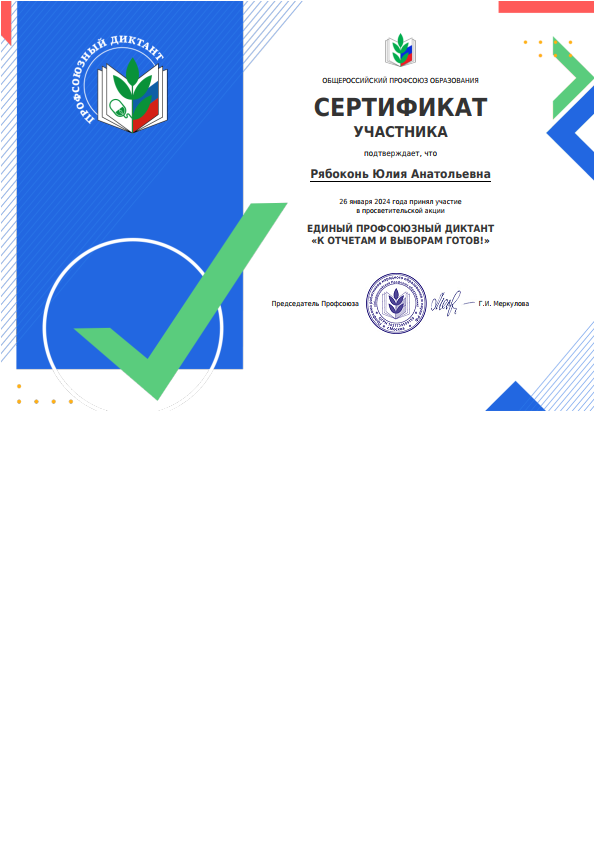 ПРОФСОЮЗНЫЙ ДИКТАНТ
ОБЩЕРОССИЙСКИЙ ПРОФСОЮЗ ОБРАЗОВАНИЯ
СЕРТИФИКАТ
УЧАСТНИКА
подтверждает, что
Рябоконь Юлия Анатольевна
26 января 2024 года принял участие
в просветительской акции
ЕДИНЫЙ ПРОФСОЮЗНЫЙ ДИКТАНТ
«К ОТЧЕТАМ И ВЫБОРАМ ГОТОВ!»
Председатель Профсоюза
Г.И. Меркулова